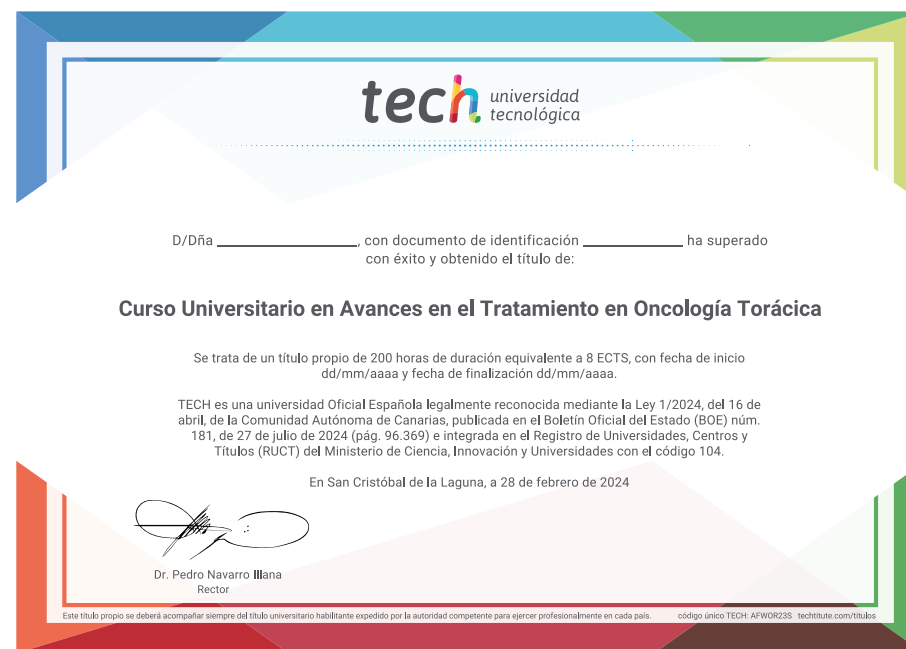 tech universidad
tecnológica
D/Dña ____________________, con documento de identificación ______________ ha superado
con éxito y obtenido el título de:
Curso Universitario en Avances en el Tratamiento en Oncología Torácica
Se trata de un título propio de 200 horas de duración equivalente a 8 ECTS, con fecha de inicio
dd/mm/aaaa y fecha de finalización dd/mm/aaaa.
TECH es una universidad Oficial Española legalmente reconocida mediante la Ley 1/2024, del 16 de
abril, de la Comunidad Autónoma de Canarias, publicada en el Boletín Oficial del Estado (BOE) núm.
181, de 27 de julio de 2024 (pág. 96.369) e integrada en el Registro de Universidades, Centros y
Títulos (RUCT) del Ministerio de Ciencia, Innovación y Universidades con el código 104.
En San Cristóbal de la Laguna, a 28 de febrero de 2024
Dr. Pedro Navarro Illana
Rector
Este título propio se deberá acompañar siempre del título universitario habilitante expedido por la autoridad competente para ejercer profesionalmente en cada país. código único TECH: AFWOR23S techtitute.com/titulos